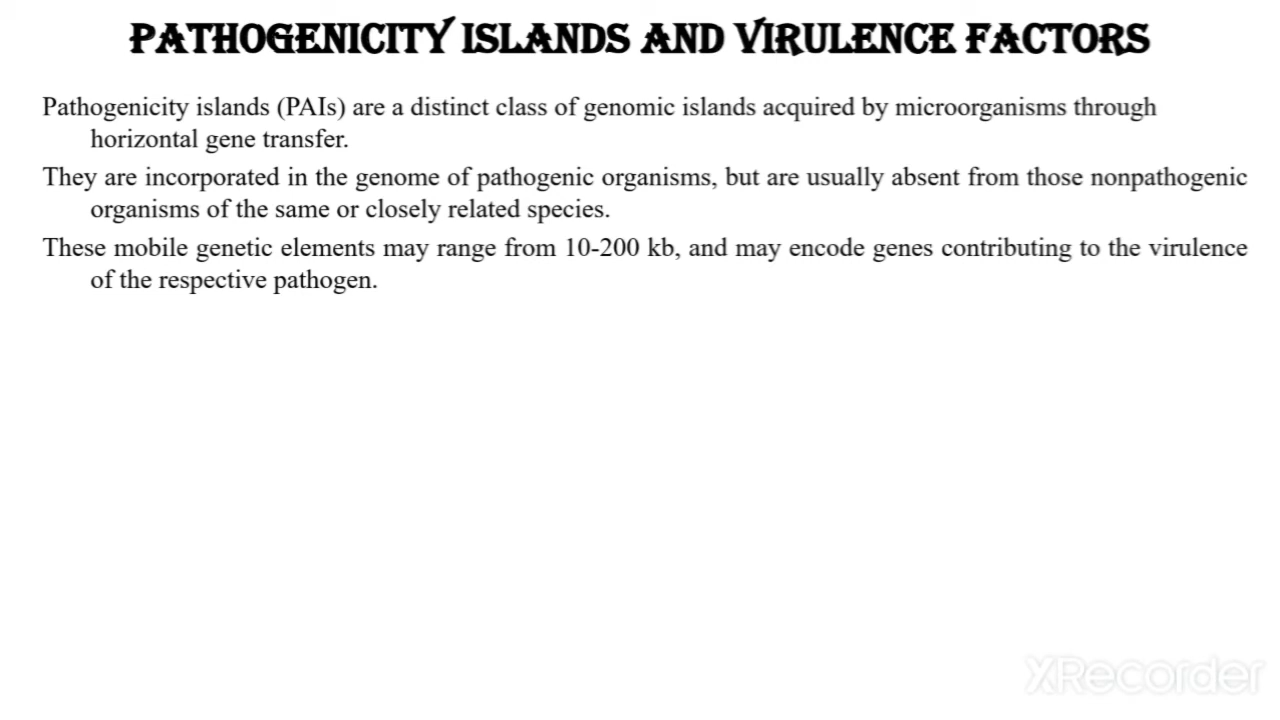 PATHOGENICITY ISLANDS AND VIRULENCE FACTORS
Pathogenicity islands (PAIs) are a distinct class of genomic islands acquired by microorganisms through
horizontal gene transfer.
They are incorporated in the genome of pathogenic organisms, but are usually absent from those nonpathogenic
organisms of the same or closely related species.
These mobile genetic elements may range from 10-200 kb, and may encode genes contributing to the virulence
of the respective pathogen.
XRecorder